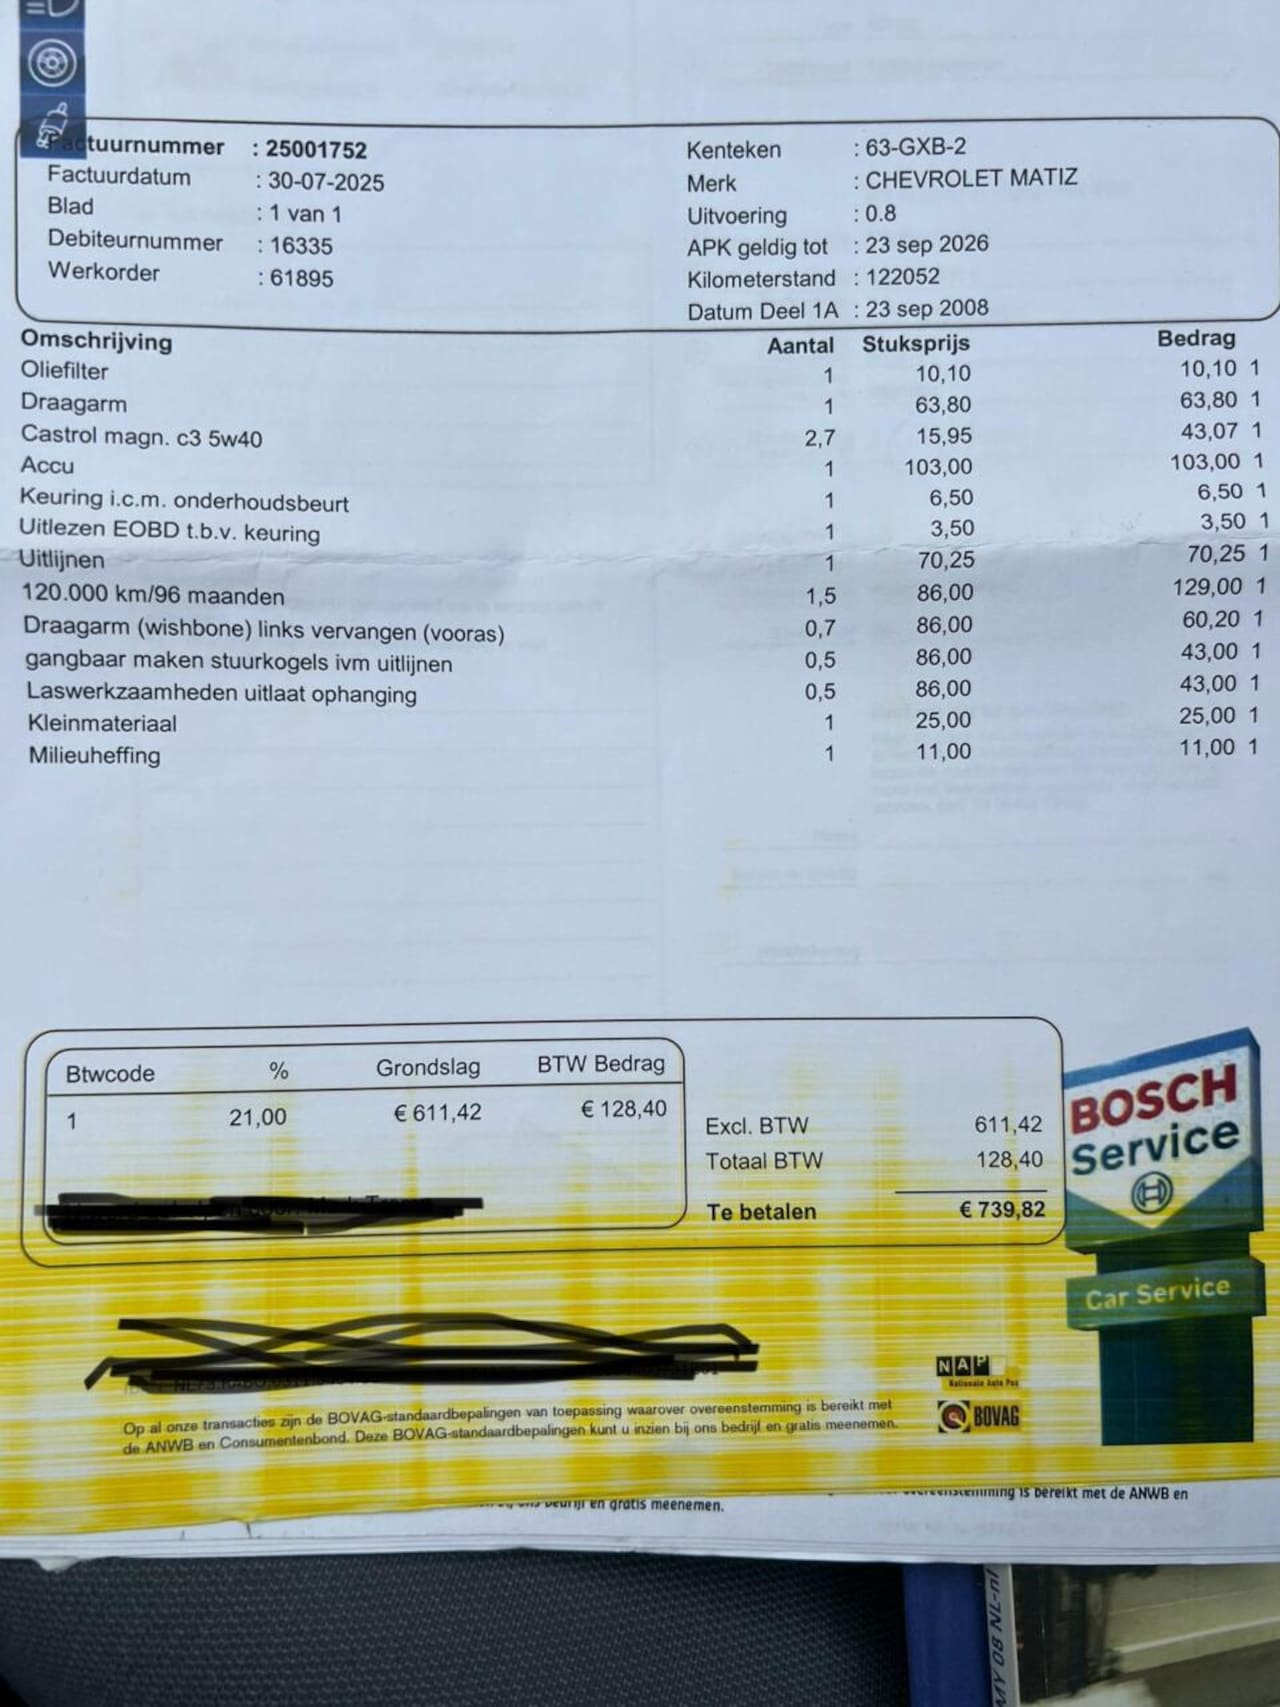 Factuurnummer : 25001752
Factuurdatum : 30-07-2025
Blad : 1 van 1
Debiteurnummer : 16335
Werkorder : 61895
Kenteken : 63-GXB-2
Merk : CHEVROLET MATIZ
Uitvoering : 0.8
APK geldig tot : 23 sep 2026
Kilometerstand : 122052
Datum Deel 1A : 23 sep 2008
Omschrijving Aantal Stuksprijs Bedrag
Oliefilter 1 10,10 10,10 1
Draagarm 1 63,80 63,80 1
Castrol magn. c3 5w40 2,7 15,95 43,07 1
Accu 1 103,00 103,00 1
Keuring i.c.m. onderhoudsbeurt 1 6,50 6,50 1
Uitlezen EOBD t.b.v. keuring 1 3,50 3,50 1
Uitlijnen 1 70,25 70,25 1
120.000 km/96 maanden 1,5 86,00 129,00 1
Draagarm (wishbone) links vervangen (vooras) 0,7 86,00 60,20 1
gangbaar maken stuurkogels ivm uitlijnen 0,5 86,00 43,00 1
Laswerkzaamheden uitlaat ophanging 0,5 86,00 43,00 1
Kleinmateriaal 1 25,00 25,00 1
Milieuheffing 1 11,00 11,00 1
Btwcode % Grondslag BTW Bedrag
1 21,00 € 611,42 € 128,40
Excl. BTW 611,42
Totaal BTW 128,40
Te betalen € 739,82
BOSCH
Service
Car Service
NAP
Nationale Auto Pas
BOVAG
Op al onze transacties zijn de BOVAG-standaardbepalingen van toepassing waarover overeenstemming is bereikt met
de ANWB en Consumentenbond. Deze BOVAG-standaardbepalingen kunt u inzien bij ons bedrijf en gratis meenemen.
overeenstemming is bereikt met de ANWB en
bedrijf en gratis meenemen.
MY 08 NL-nl